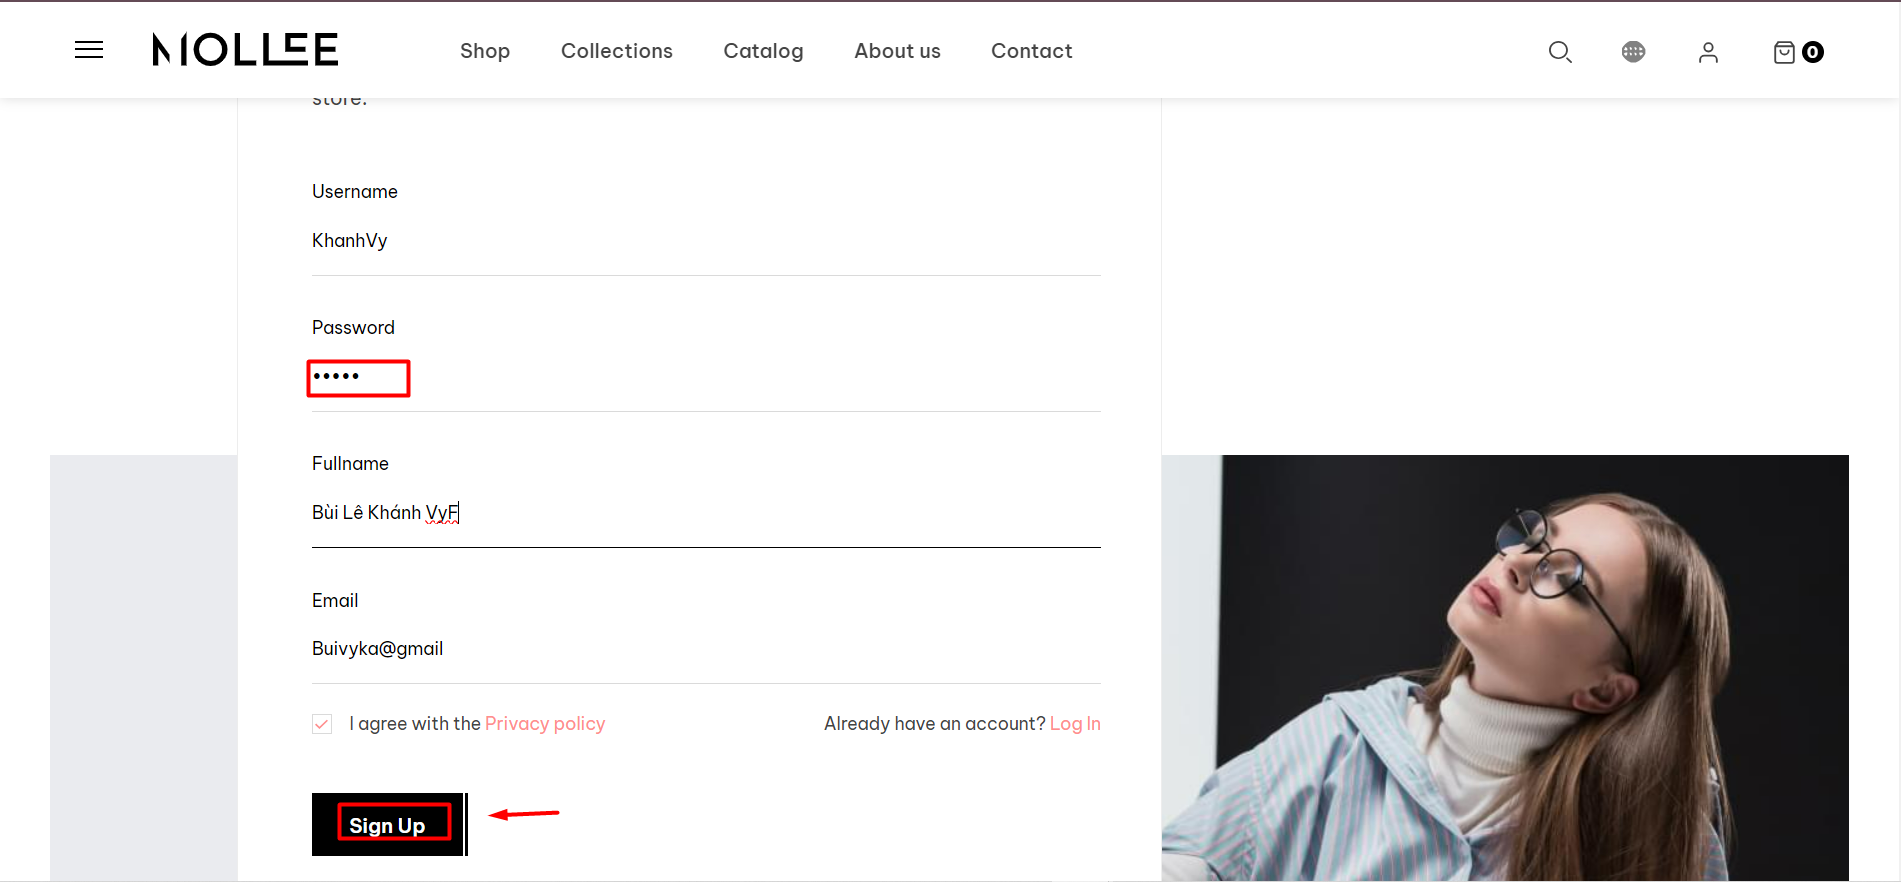 MOLLEE
Shop Collections Catalog About us Contact
0
store.
Username
KhanhVy
Password
•••••
Fullname
Bùi Lê Khánh VyF
Email
Buivyka@gmail
I agree with the Privacy policy
Already have an account? Log In
Sign Up